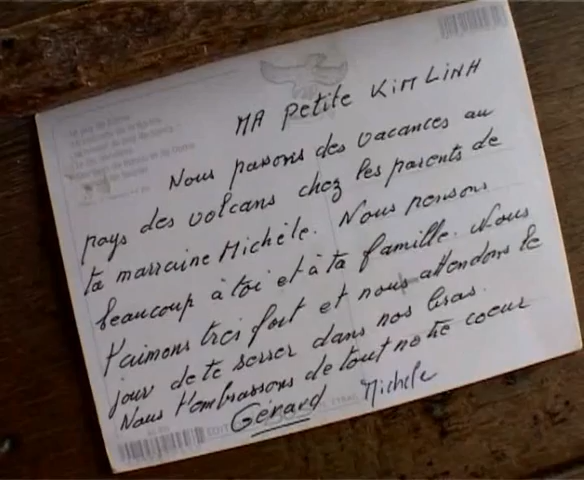 MA Petite KIM LINH
Nous passons des vacances au
pays des volcans chez les parents de
ta marraine Michèle. Nous pensons
beaucoup à toi et à ta famille. Nous
t'aimons très fort et nous attendons le
jour de te serrer dans nos bras.
Nous t'embrassons de tout notre coeur
Gérard Michèle